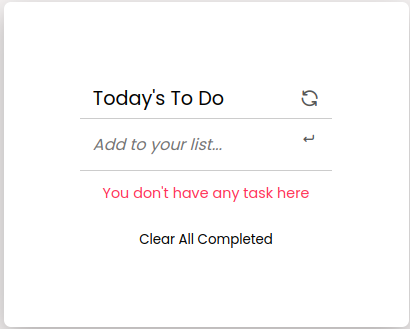 Today's To Do
Add to your list...
You don't have any task here
Clear All Completed